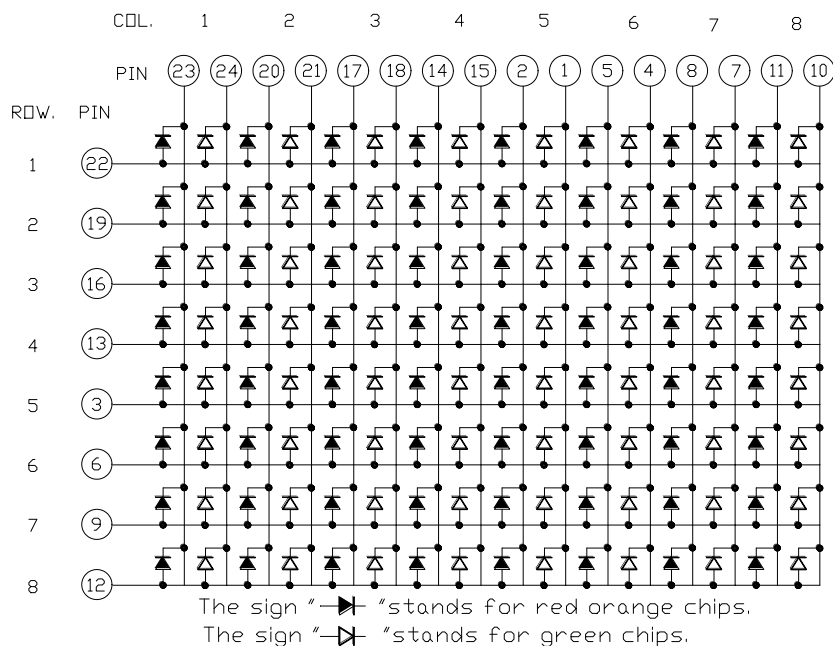 COL. 1 2 3 4 5 6 7 8
PIN 23 24 20 21 17 18 14 15 2 1 5 4 8 7 11 10
ROW. PIN
1 22
2 19
3 16
4 13
5 3
6 6
7 9
8 12
The sign " "stands for red orange chips.
The sign " "stands for green chips.